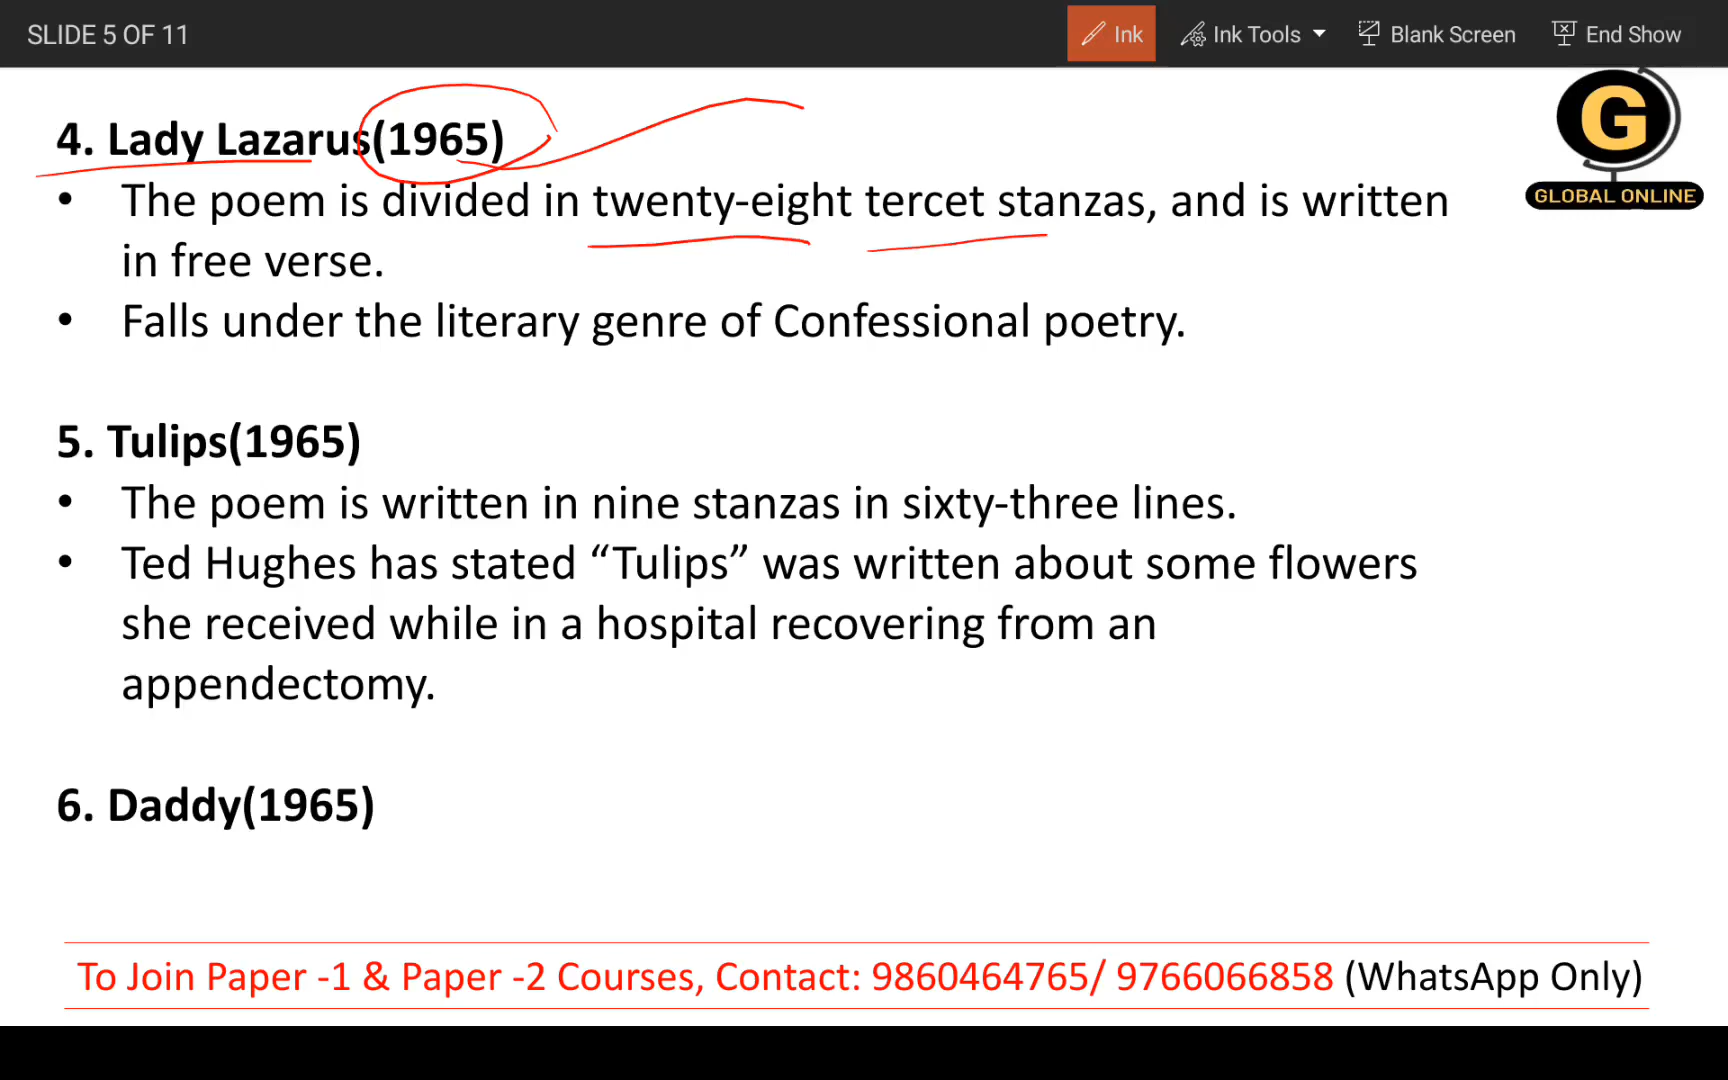 SLIDE 5 OF 11
Ink
Ink Tools
Blank Screen
End Show
G
GLOBAL ONLINE
4. Lady Lazarus(1965)
• The poem is divided in twenty-eight tercet stanzas, and is written
in free verse.
• Falls under the literary genre of Confessional poetry.
5. Tulips(1965)
• The poem is written in nine stanzas in sixty-three lines.
• Ted Hughes has stated “Tulips” was written about some flowers
she received while in a hospital recovering from an
appendectomy.
6. Daddy(1965)
To Join Paper -1 & Paper -2 Courses, Contact: 9860464765/ 9766066858 (WhatsApp Only)